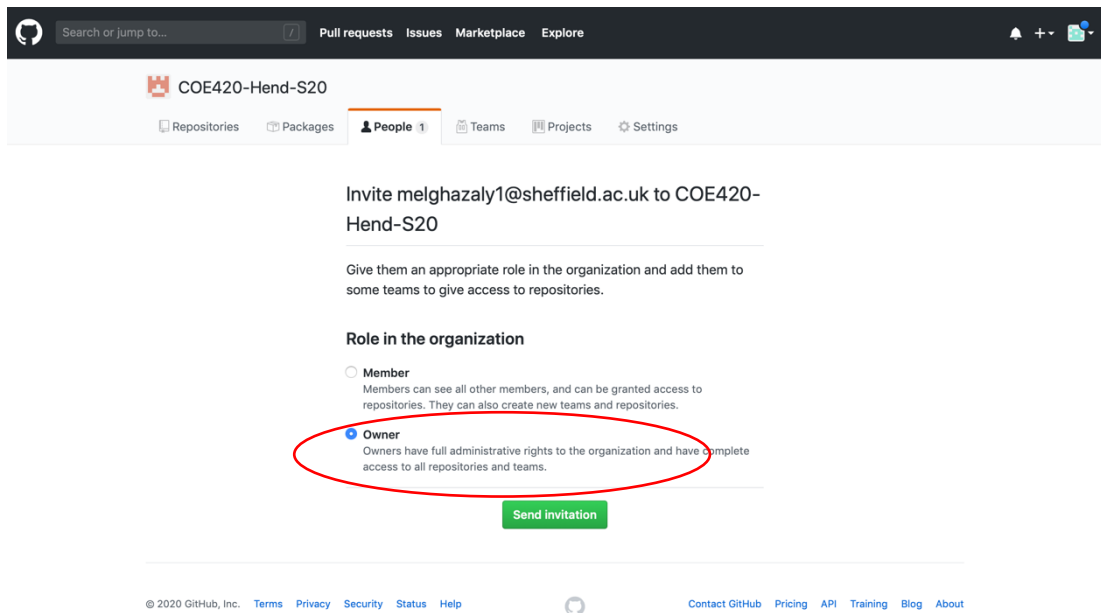 Search or jump to... / Pull requests Issues Marketplace Explore
COE420-Hend-S20
Repositories Packages People 1 Teams Projects Settings
Invite melghazaly1@sheffield.ac.uk to COE420-
Hend-S20
Give them an appropriate role in the organization and add them to
some teams to give access to repositories.
Role in the organization
Member
Members can see all other members, and can be granted access to
repositories. They can also create new teams and repositories.
Owner
Owners have full administrative rights to the organization and have complete
access to all repositories and teams.
Send invitation
© 2020 GitHub, Inc. Terms Privacy Security Status Help Contact GitHub Pricing API Training Blog About